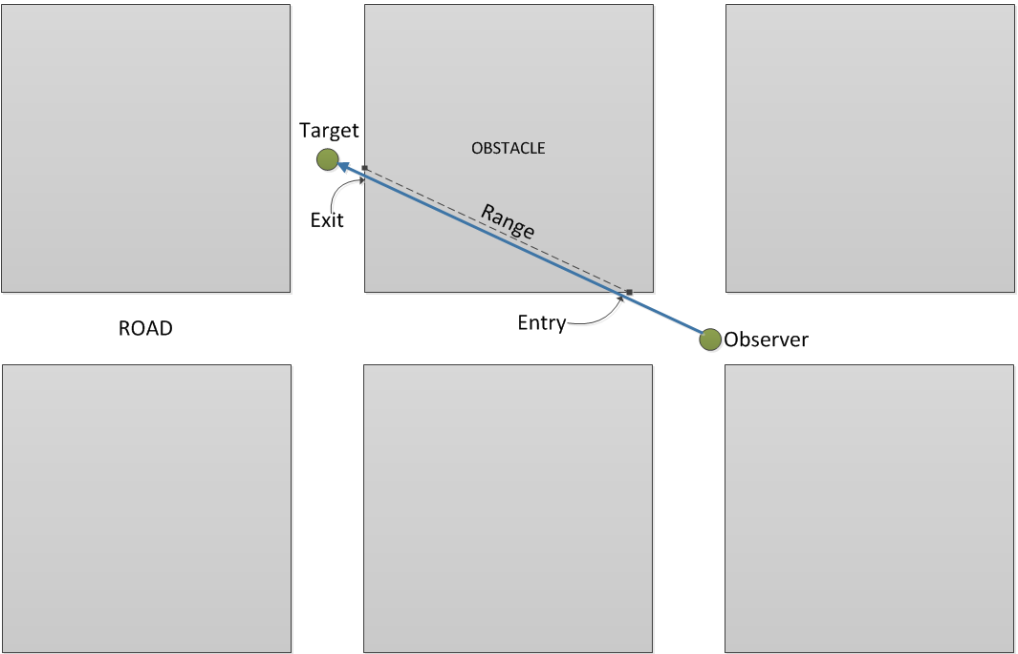 Target
OBSTACLE
Range
Exit
Entry
ROAD
Observer